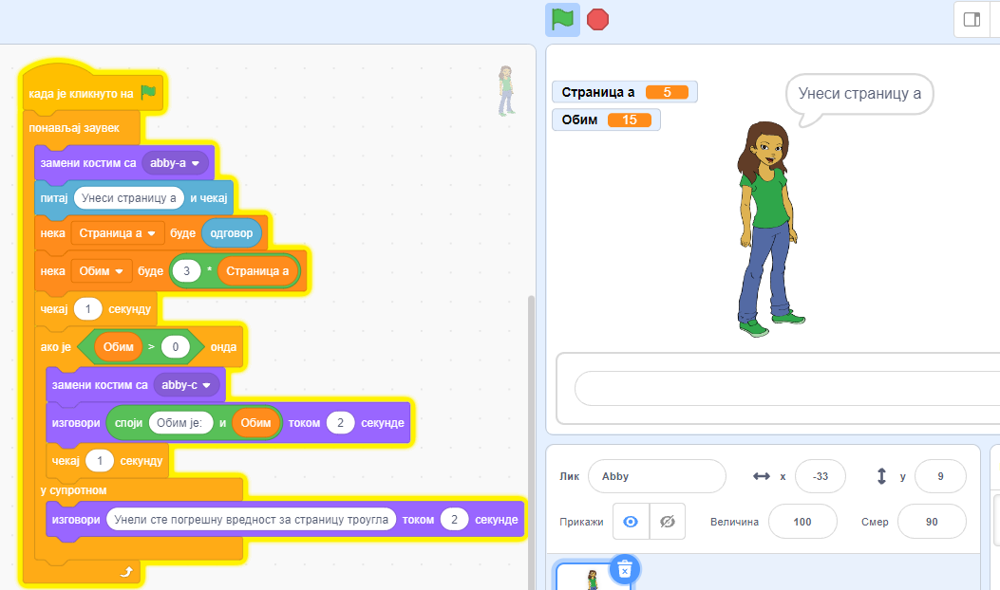 када је кликнуто на
понављај заувек
замени костим са abby-a
питај Унеси страницу а и чекај
нека Страница а буде одговор
нека Обим буде 3 * Страница а
чекај 1 секунду
ако је Обим > 0 онда
замени костим са abby-c
изговори споји Обим је: и Обим током 2 секунде
чекај 1 секунду
у супротном
изговори Унели сте погрешну вредност за страницу троугла током 2 секунде
Страница а 5
Обим 15
Унеси страницу а
Лик Abby x -33 y 9
Прикажи Величина 100 Смер 90